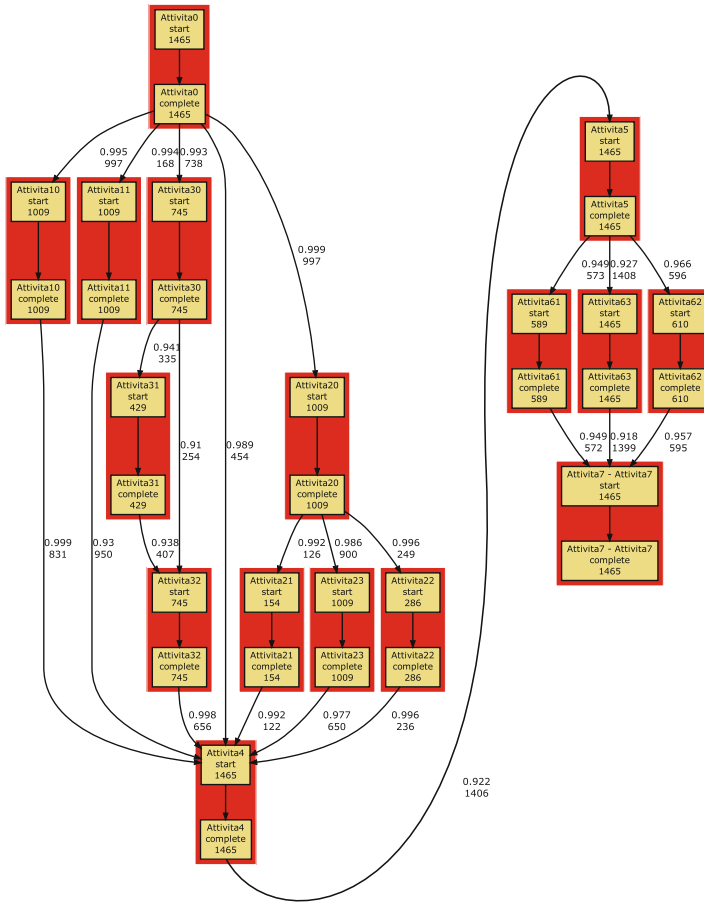 Attivita0
start
1465
Attivita0
complete
1465
0.995
997
0.994
168
0.993
738
Attivita10
start
1009
Attivita11
start
1009
Attivita30
start
745
Attivita10
complete
1009
Attivita11
complete
1009
Attivita30
complete
745
0.999
997
0.941
335
Attivita31
start
429
Attivita20
start
1009
0.91
254
0.989
454
Attivita31
complete
429
Attivita20
complete
1009
0.999
831
0.93
950
0.938
407
0.992
126
0.986
900
0.996
249
Attivita32
start
745
Attivita21
start
154
Attivita23
start
1009
Attivita22
start
286
Attivita32
complete
745
Attivita21
complete
154
Attivita23
complete
1009
Attivita22
complete
286
0.998
656
0.992
122
0.977
650
0.996
236
Attivita4
start
1465
Attivita4
complete
1465
0.922
1406
Attivita5
start
1465
Attivita5
complete
1465
0.949
573
0.927
1408
0.966
596
Attivita61
start
589
Attivita63
start
1465
Attivita62
start
610
Attivita61
complete
589
Attivita63
complete
1465
Attivita62
complete
610
0.949
572
0.918
1399
0.957
595
Attivita7 - Attivita7
start
1465
Attivita7 - Attivita7
complete
1465